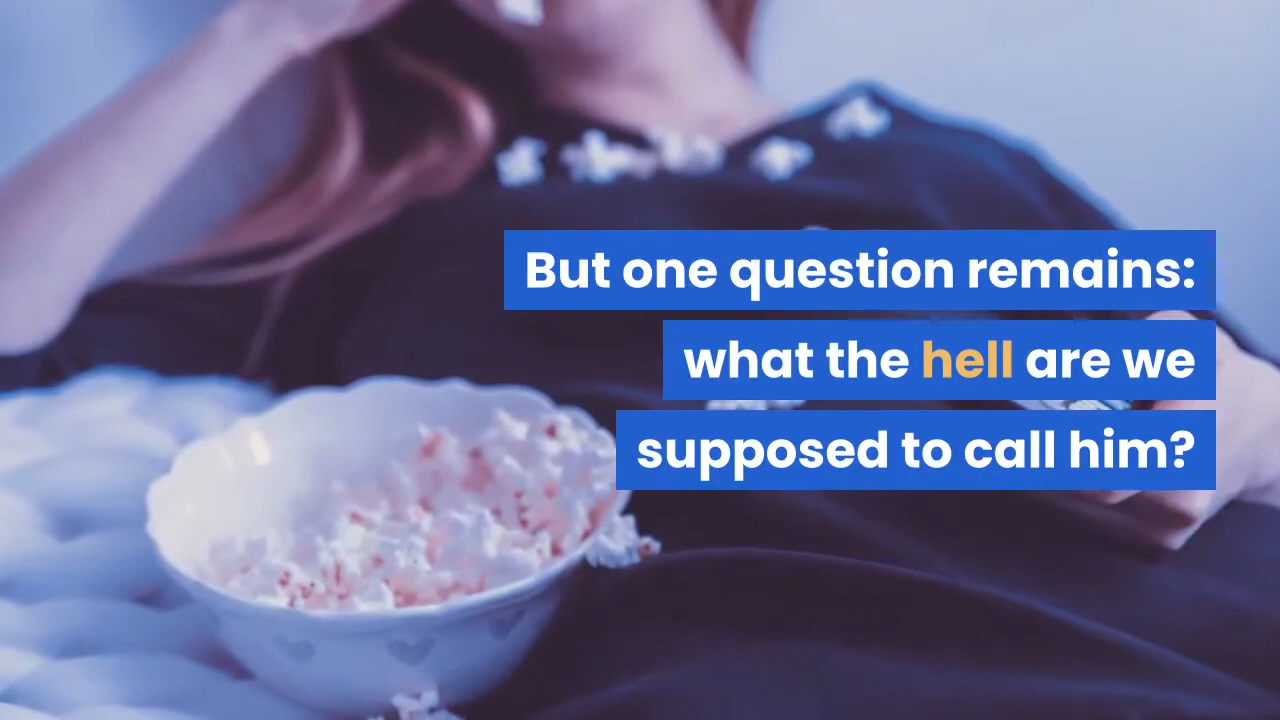 But one question remains:
what the hell are we
supposed to call him?